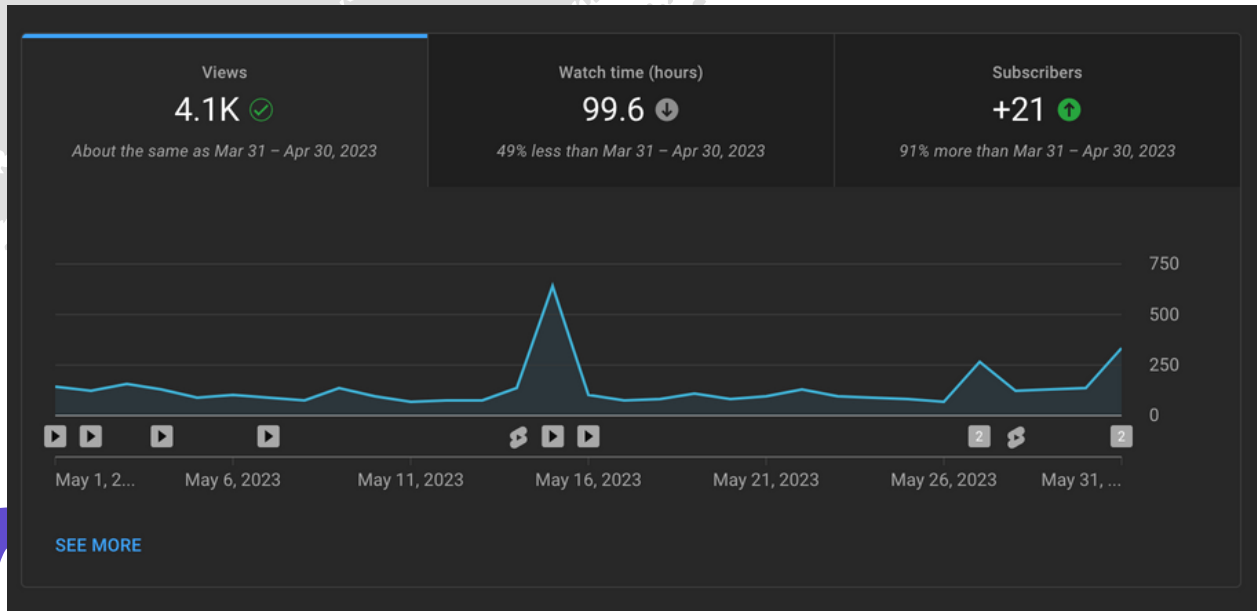 Views
4.1K
About the same as Mar 31 – Apr 30, 2023
Watch time (hours)
99.6
49% less than Mar 31 – Apr 30, 2023
Subscribers
+21
91% more than Mar 31 – Apr 30, 2023
750
500
250
0
2
2
May 1, 2...
May 6, 2023
May 11, 2023
May 16, 2023
May 21, 2023
May 26, 2023
May 31, ...
SEE MORE